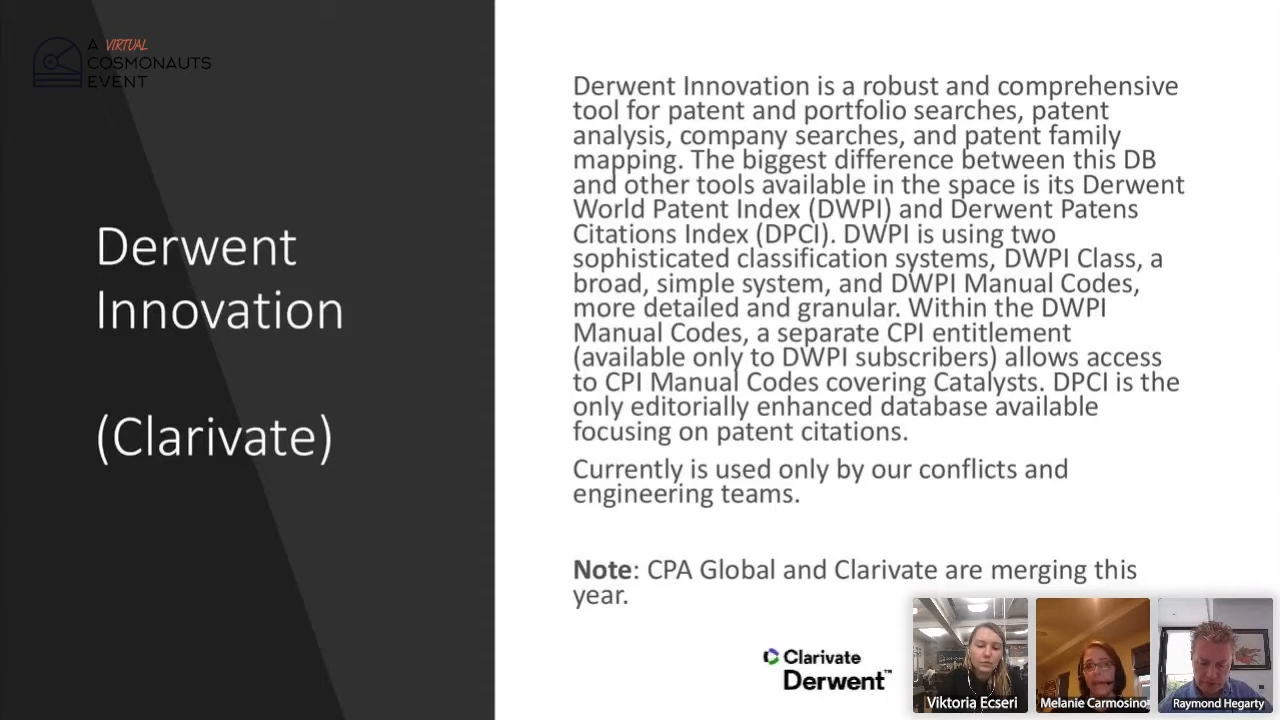 A VIRTUAL
COSMONAUTS
EVENT
Derwent
Innovation
(Clarivate)
Derwent Innovation is a robust and comprehensive
tool for patent and portfolio searches, patent
analysis, company searches, and patent family
mapping. The biggest difference between this DB
and other tools available in the space is its Derwent
World Patent Index (DWPI) and Derwent Patens
Citations Index (DPCI). DWPI is using two
sophisticated classification systems, DWPI Class, a
broad, simple system, and DWPI Manual Codes,
more detailed and granular. Within the DWPI
Manual Codes, a separate CPI entitlement
(available only to DWPI subscribers) allows access
to CPI Manual Codes covering Catalysts. DPCI is the
only editorially enhanced database available
focusing on patent citations.
Currently is used only by our conflicts and
engineering teams.
Note: CPA Global and Clarivate are merging this
year.
Clarivate
Derwent™
Viktoria Ecseri
Melanie Carmosino
Raymond Hegarty